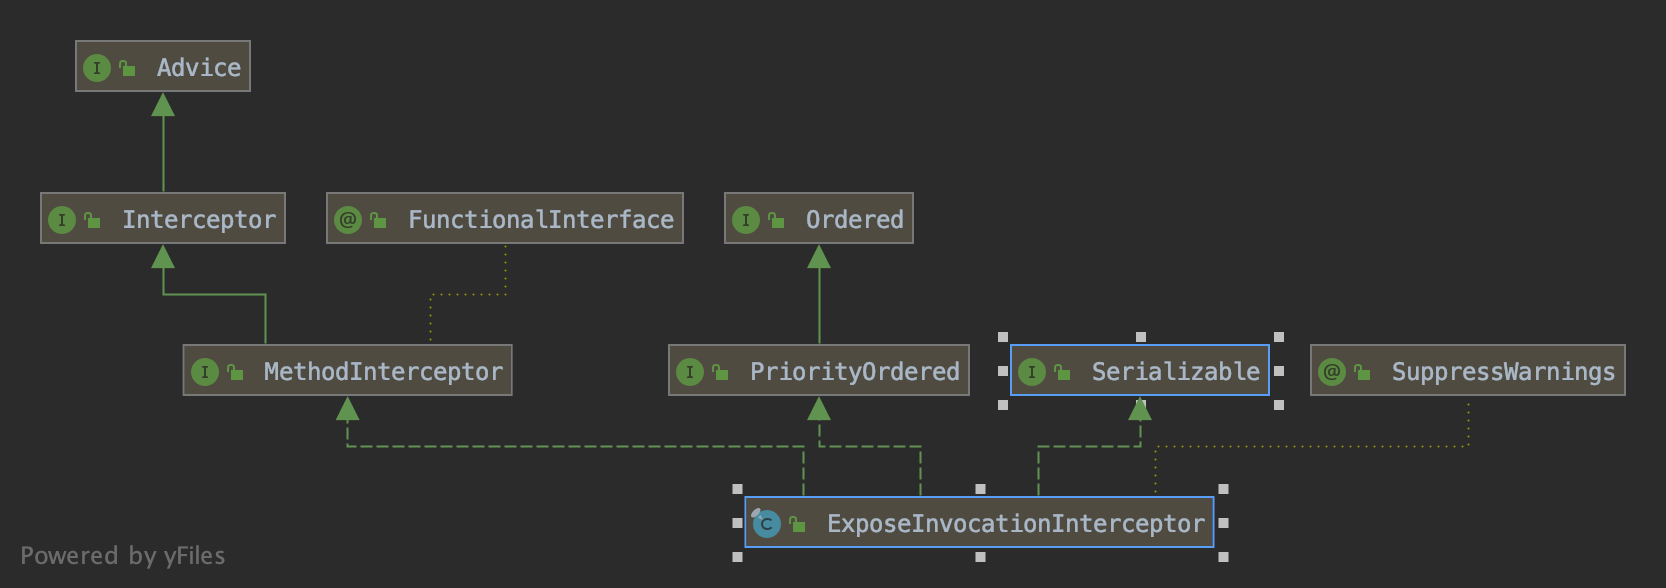 I Advice
I Interceptor
@ FunctionalInterface
I Ordered
I MethodInterceptor
I PriorityOrdered
I Serializable
@ SuppressWarnings
C ExposeInvocationInterceptor
Powered by yFiles